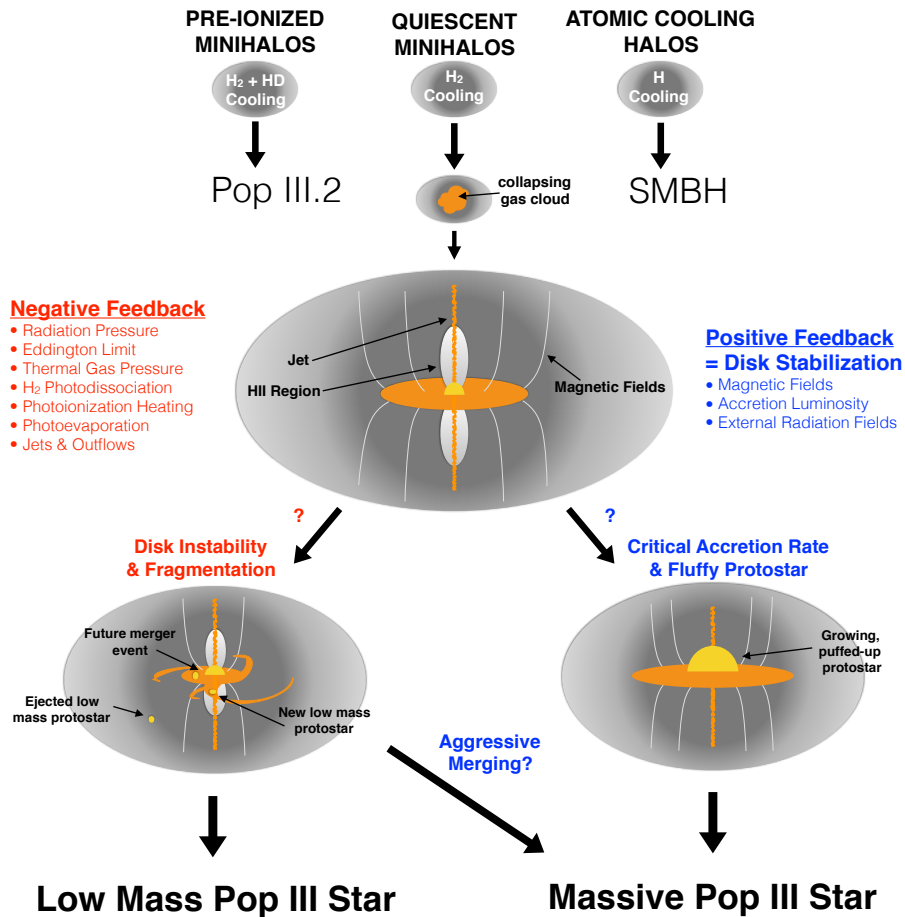 PRE-IONIZED
MINIHALOS
QUIESCENT
MINIHALOS
ATOMIC COOLING
HALOS
H₂ + HD
Cooling
H₂
Cooling
H
Cooling
Pop III.2
collapsing
gas cloud
SMBH
Negative Feedback
• Radiation Pressure
• Eddington Limit
• Thermal Gas Pressure
• H₂ Photodissociation
• Photoionization Heating
• Photoevaporation
• Jets & Outflows
Jet
HII Region
Magnetic Fields
Positive Feedback
= Disk Stabilization
• Magnetic Fields
• Accretion Luminosity
• External Radiation Fields
?
?
Disk Instability
& Fragmentation
Critical Accretion Rate
& Fluffy Protostar
Future merger
event
Ejected low
mass protostar
New low mass
protostar
Growing,
puffed-up
protostar
Aggressive
Merging?
Low Mass Pop III Star
Massive Pop III Star